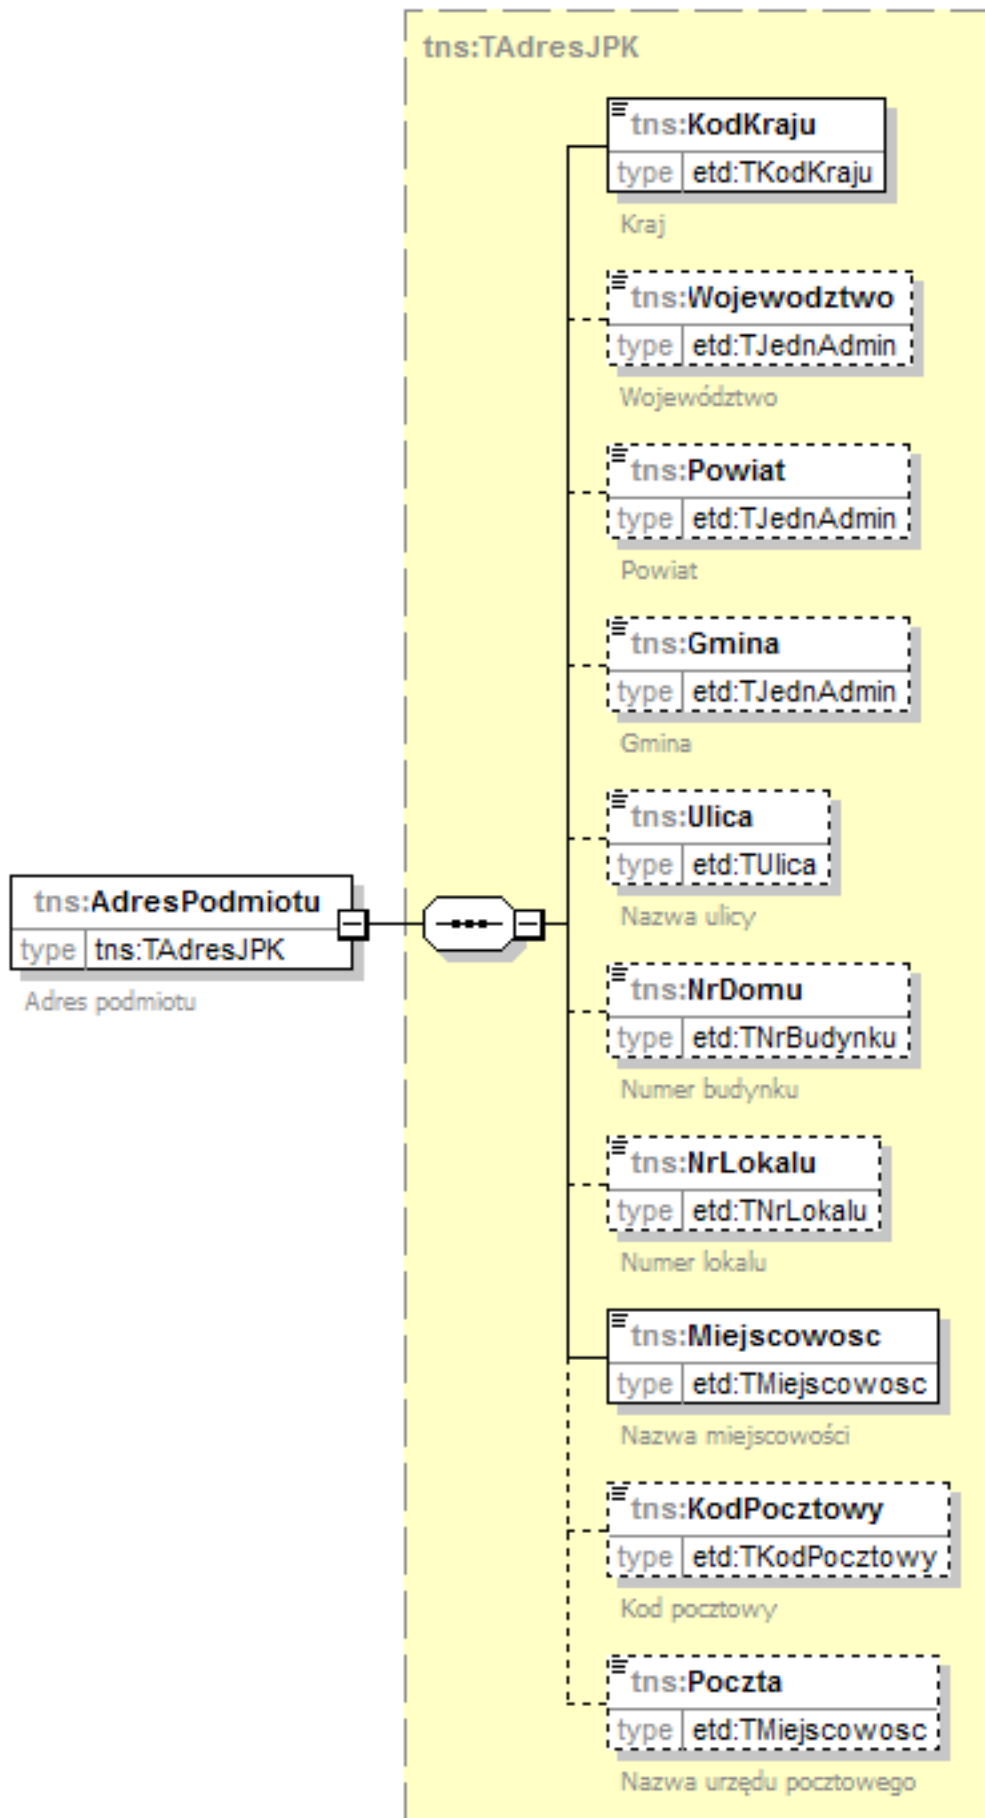 tns:TAdresJPK
tns:KodKraju
type etd:TKodKraju
Kraj
tns:Wojewodztwo
type etd:TJednAdmin
Województwo
tns:Powiat
type etd:TJednAdmin
Powiat
tns:Gmina
type etd:TJednAdmin
Gmina
tns:Ulica
type etd:TUlica
Nazwa ulicy
tns:AdresPodmiotu
type tns:TAdresJPK
Adres podmiotu
tns:NrDomu
type etd:TNrBudynku
Numer budynku
tns:NrLokalu
type etd:TNrLokalu
Numer lokalu
tns:Miejscowosc
type etd:TMiejscowosc
Nazwa miejscowości
tns:KodPocztowy
type etd:TKodPocztowy
Kod pocztowy
tns:Poczta
type etd:TMiejscowosc
Nazwa urzędu pocztowego